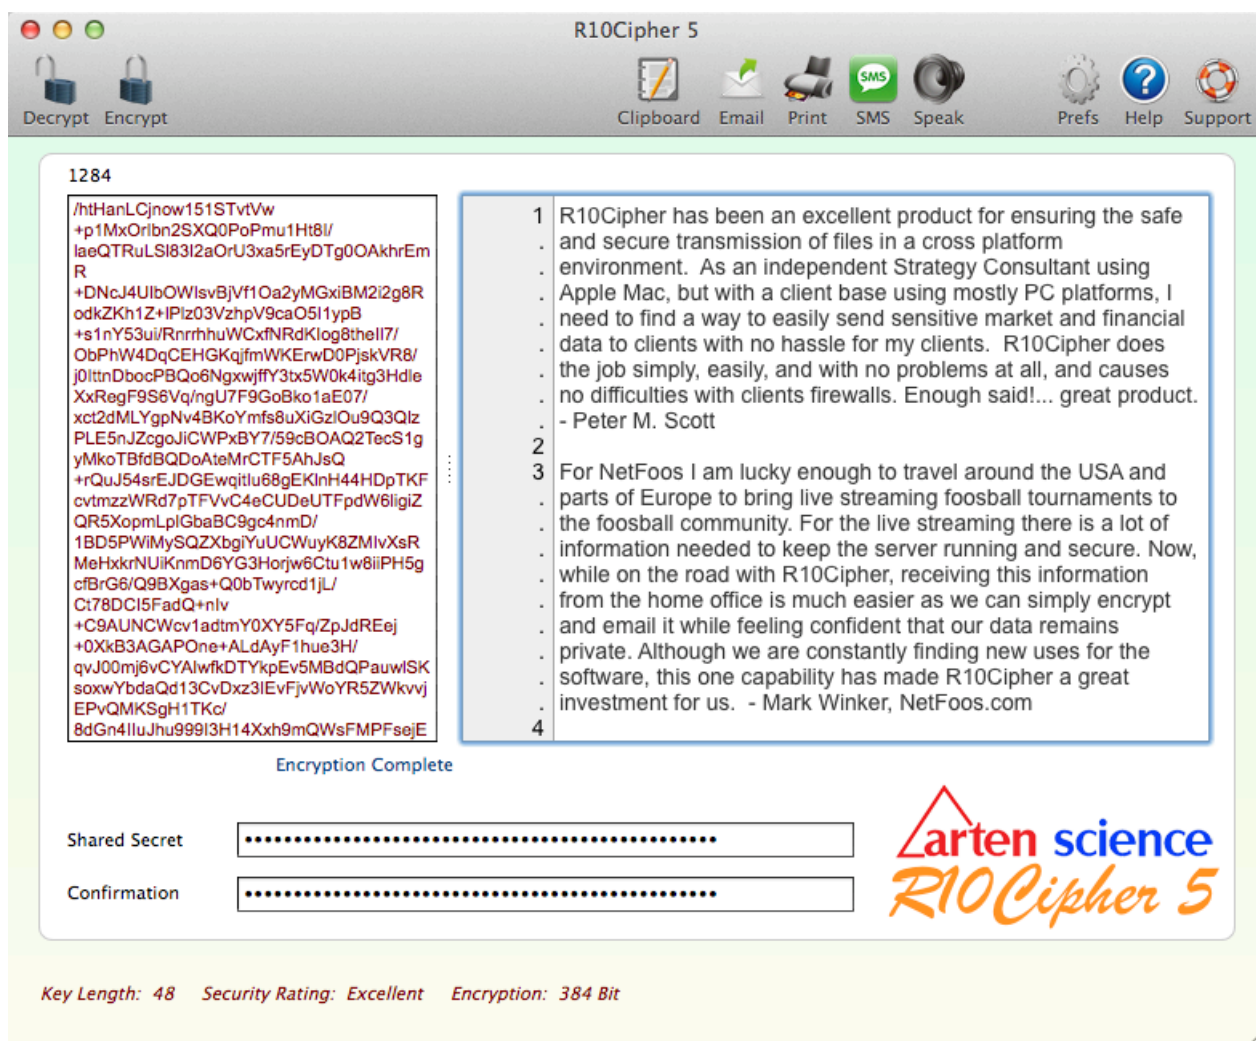 R10Cipher 5
Decrypt Encrypt Clipboard Email Print SMS Speak Prefs Help Support
SMS
1284
/htHanLCjnow151STvtVw
+p1MxOrlbn2SXQ0PoPmu1Ht8l/
laeQTRuLSl83I2aOrU3xa5rEyDTg0OAkhrEm
R
+DNcJ4UlbOWlsvBjVf1Oa2yMGxiBM2i2g8R
odkZKh1Z+lPlz03VzhpV9caO5I1ypB
+s1nY53ui/RnrrhhuWCxfNRdKlog8thell7/
ObPhW4DqCEHGKqjfmWKErwD0PjskVR8/
j0lttnDbocPBQo6NgxwjffY3tx5W0k4itg3Hdle
XxRegF9S6Vq/ngU7F9GoBko1aE07/
xct2dMLYgpNv4BKoYmfs8uXiGzlOu9Q3Qlz
PLE5nJZcgoJiCWPxBY7/59cBOAQ2TecS1g
yMkoTBfdBQDoAteMrCTF5AhJsQ
+rQuJ54srEJDGEwqitlu68gEKlnH44HDpTKF
cvtmzzWRd7pTFVvC4eCUDeUTFpdW6ligiZ
QR5XopmLplGbaBC9gc4nmD/
1BD5PWiMySQZXbgiYuUCWuyK8ZMlvXsR
MeHxkrNUiKnmD6YG3Horjw6Ctu1w8iiPH5g
cfBrG6/Q9BXgas+Q0bTwyrcd1jL/
Ct78DCI5FadQ+nlv
+C9AUNCWcv1adtmY0XY5Fq/ZpJdREej
+0XkB3AGAPOne+ALdAyF1hue3H/
qvJ00mj6vCYAlwfkDTYkpEv5MBdQPauwlSK
soxwYbdaQd13CvDxz3lEvFjvWoYR5ZWkvvj
EPvQMKSgH1TKc/
8dGn4lluJhu999I3H14Xxh9mQWsFMPFsejE
1 R10Cipher has been an excellent product for ensuring the safe
. and secure transmission of files in a cross platform
. environment.  As an independent Strategy Consultant using
. Apple Mac, but with a client base using mostly PC platforms, I
. need to find a way to easily send sensitive market and financial
. data to clients with no hassle for my clients.  R10Cipher does
. the job simply, easily, and with no problems at all, and causes
. no difficulties with clients firewalls. Enough said!... great product.
. - Peter M. Scott
2
3 For NetFoos I am lucky enough to travel around the USA and
. parts of Europe to bring live streaming foosball tournaments to
. the foosball community. For the live streaming there is a lot of
. information needed to keep the server running and secure. Now,
. while on the road with R10Cipher, receiving this information
. from the home office is much easier as we can simply encrypt
. and email it while feeling confident that our data remains
. private. Although we are constantly finding new uses for the
. software, this one capability has made R10Cipher a great
. investment for us.  - Mark Winker, NetFoos.com
4
Encryption Complete
Shared Secret
Confirmation
arten science
R10Cipher 5
Key Length: 48 Security Rating: Excellent Encryption: 384 Bit